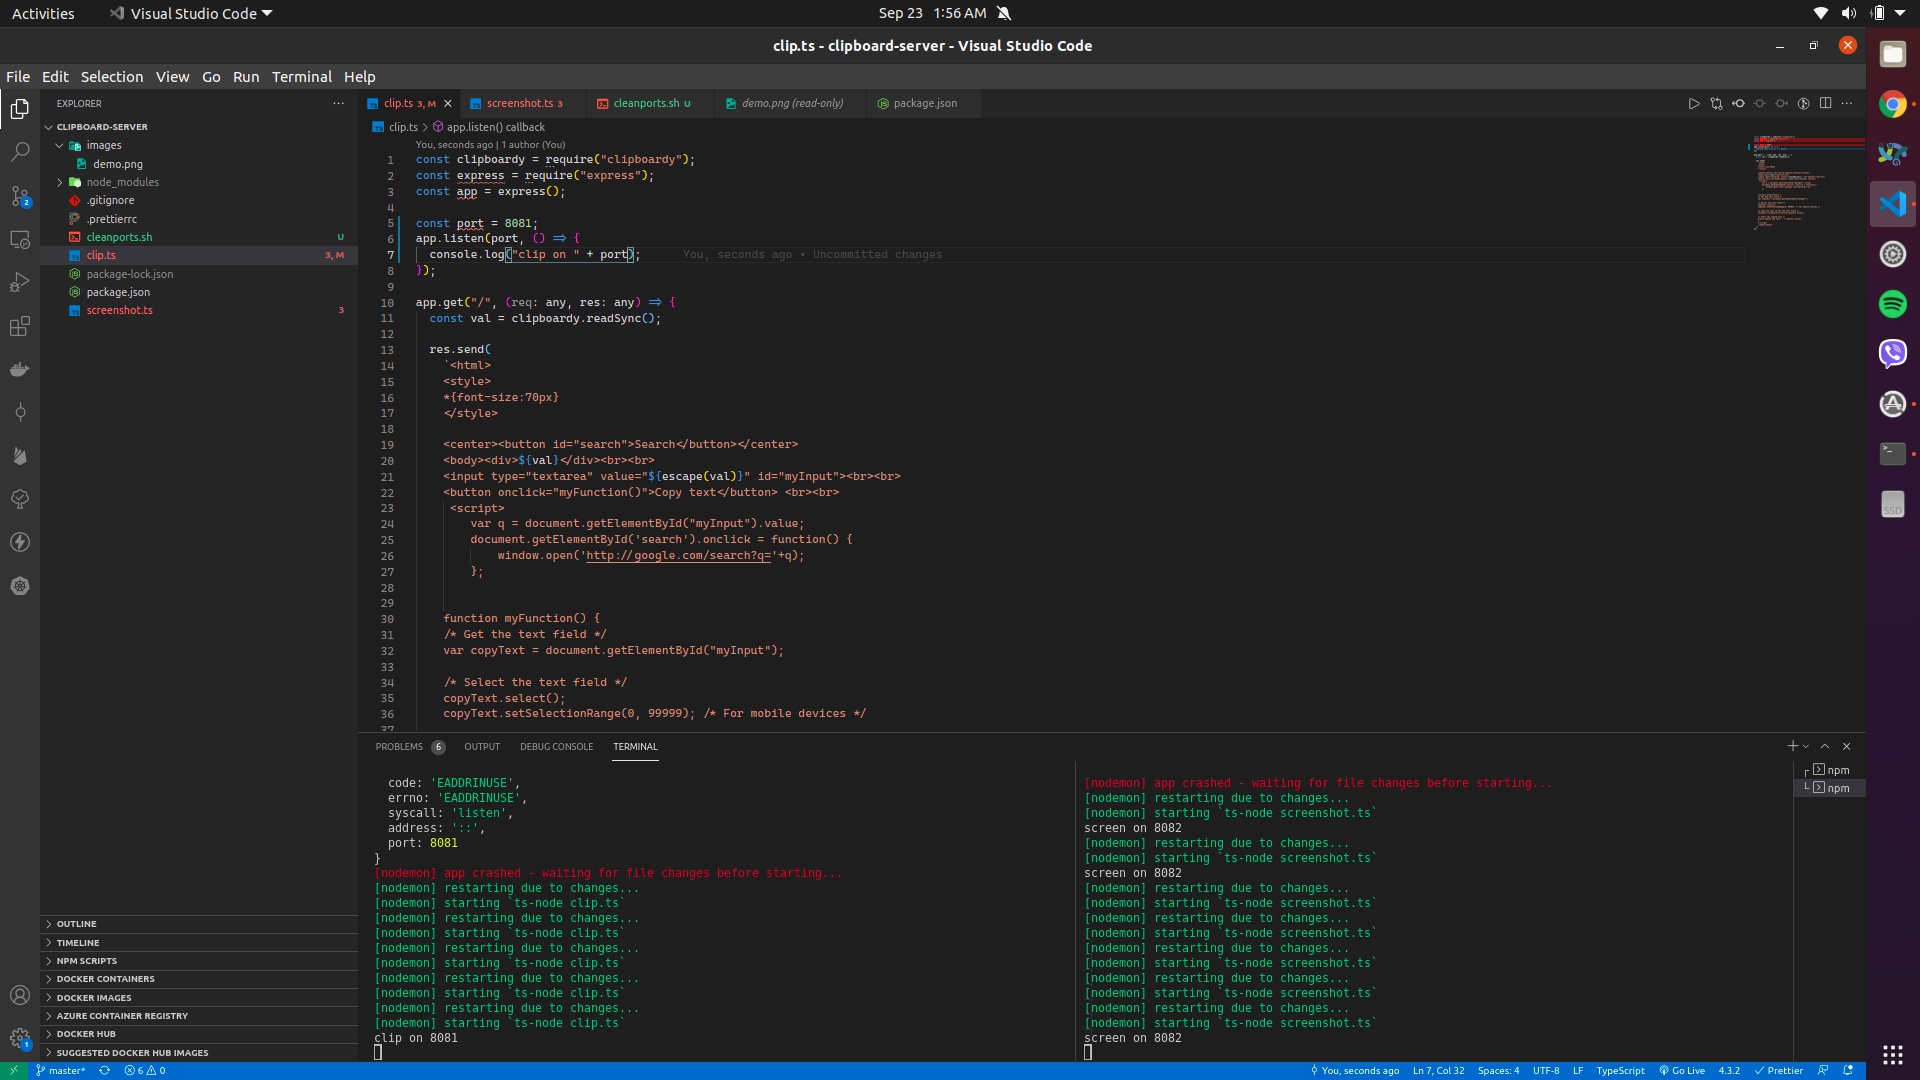 Activities
Visual Studio Code
Sep 23 1:56 AM
clip.ts - clipboard-server - Visual Studio Code
File Edit Selection View Go Run Terminal Help
EXPLORER
CLIPBOARD-SERVER
images
demo.png
node_modules
.gitignore
.prettierrc
cleanports.sh U
clip.ts 3, M
package-lock.json
package.json
screenshot.ts 3
OUTLINE
TIMELINE
NPM SCRIPTS
DOCKER CONTAINERS
DOCKER IMAGES
AZURE CONTAINER REGISTRY
DOCKER HUB
SUGGESTED DOCKER HUB IMAGES
2
1
clip.ts 3, M
screenshot.ts 3
cleanports.sh U
demo.png (read-only)
package.json
clip.ts > app.listen() callback
You, seconds ago | 1 author (You)
1 const clipboardy = require("clipboardy");
2 const express = require("express");
3 const app = express();
4
5 const port = 8081;
6 app.listen(port, () => {
7 console.log("clip on " + port); You, seconds ago • Uncommitted changes
8 });
9
10 app.get("/", (req: any, res: any) => {
11 const val = clipboardy.readSync();
12
13 res.send(
14 `<html>
15 <style>
16 *{font-size:70px}
17 </style>
18
19 <center><button id="search">Search</button></center>
20 <body><div>${val}</div><br><br>
21 <input type="textarea" value="${escape(val)}" id="myInput"><br><br>
22 <button onclick="myFunction()">Copy text</button> <br><br>
23 <script>
24 var q = document.getElementById("myInput").value;
25 document.getElementById('search').onclick = function() {
26 window.open('http://google.com/search?q='+q);
27 };
28
29
30 function myFunction() {
31 /* Get the text field */
32 var copyText = document.getElementById("myInput");
33
34 /* Select the text field */
35 copyText.select();
36 copyText.setSelectionRange(0, 99999); /* For mobile devices */
37
PROBLEMS 6 OUTPUT DEBUG CONSOLE TERMINAL
code: 'EADDRINUSE',
errno: 'EADDRINUSE',
syscall: 'listen',
address: '::',
port: 8081
}
[nodemon] app crashed - waiting for file changes before starting...
[nodemon] restarting due to changes...
[nodemon] starting `ts-node clip.ts`
[nodemon] restarting due to changes...
[nodemon] starting `ts-node clip.ts`
[nodemon] restarting due to changes...
[nodemon] starting `ts-node clip.ts`
[nodemon] restarting due to changes...
[nodemon] starting `ts-node clip.ts`
[nodemon] restarting due to changes...
[nodemon] starting `ts-node clip.ts`
clip on 8081
[nodemon] app crashed - waiting for file changes before starting...
[nodemon] restarting due to changes...
[nodemon] starting `ts-node screenshot.ts`
screen on 8082
[nodemon] restarting due to changes...
[nodemon] starting `ts-node screenshot.ts`
screen on 8082
[nodemon] restarting due to changes...
[nodemon] starting `ts-node screenshot.ts`
[nodemon] restarting due to changes...
[nodemon] starting `ts-node screenshot.ts`
[nodemon] restarting due to changes...
[nodemon] starting `ts-node screenshot.ts`
[nodemon] restarting due to changes...
[nodemon] starting `ts-node screenshot.ts`
[nodemon] restarting due to changes...
[nodemon] starting `ts-node screenshot.ts`
screen on 8082
npm
npm
SSD
master*
6 0
You, seconds ago
Ln 7, Col 32
Spaces: 4
UTF-8
LF
TypeScript
Go Live
4.3.2
Prettier